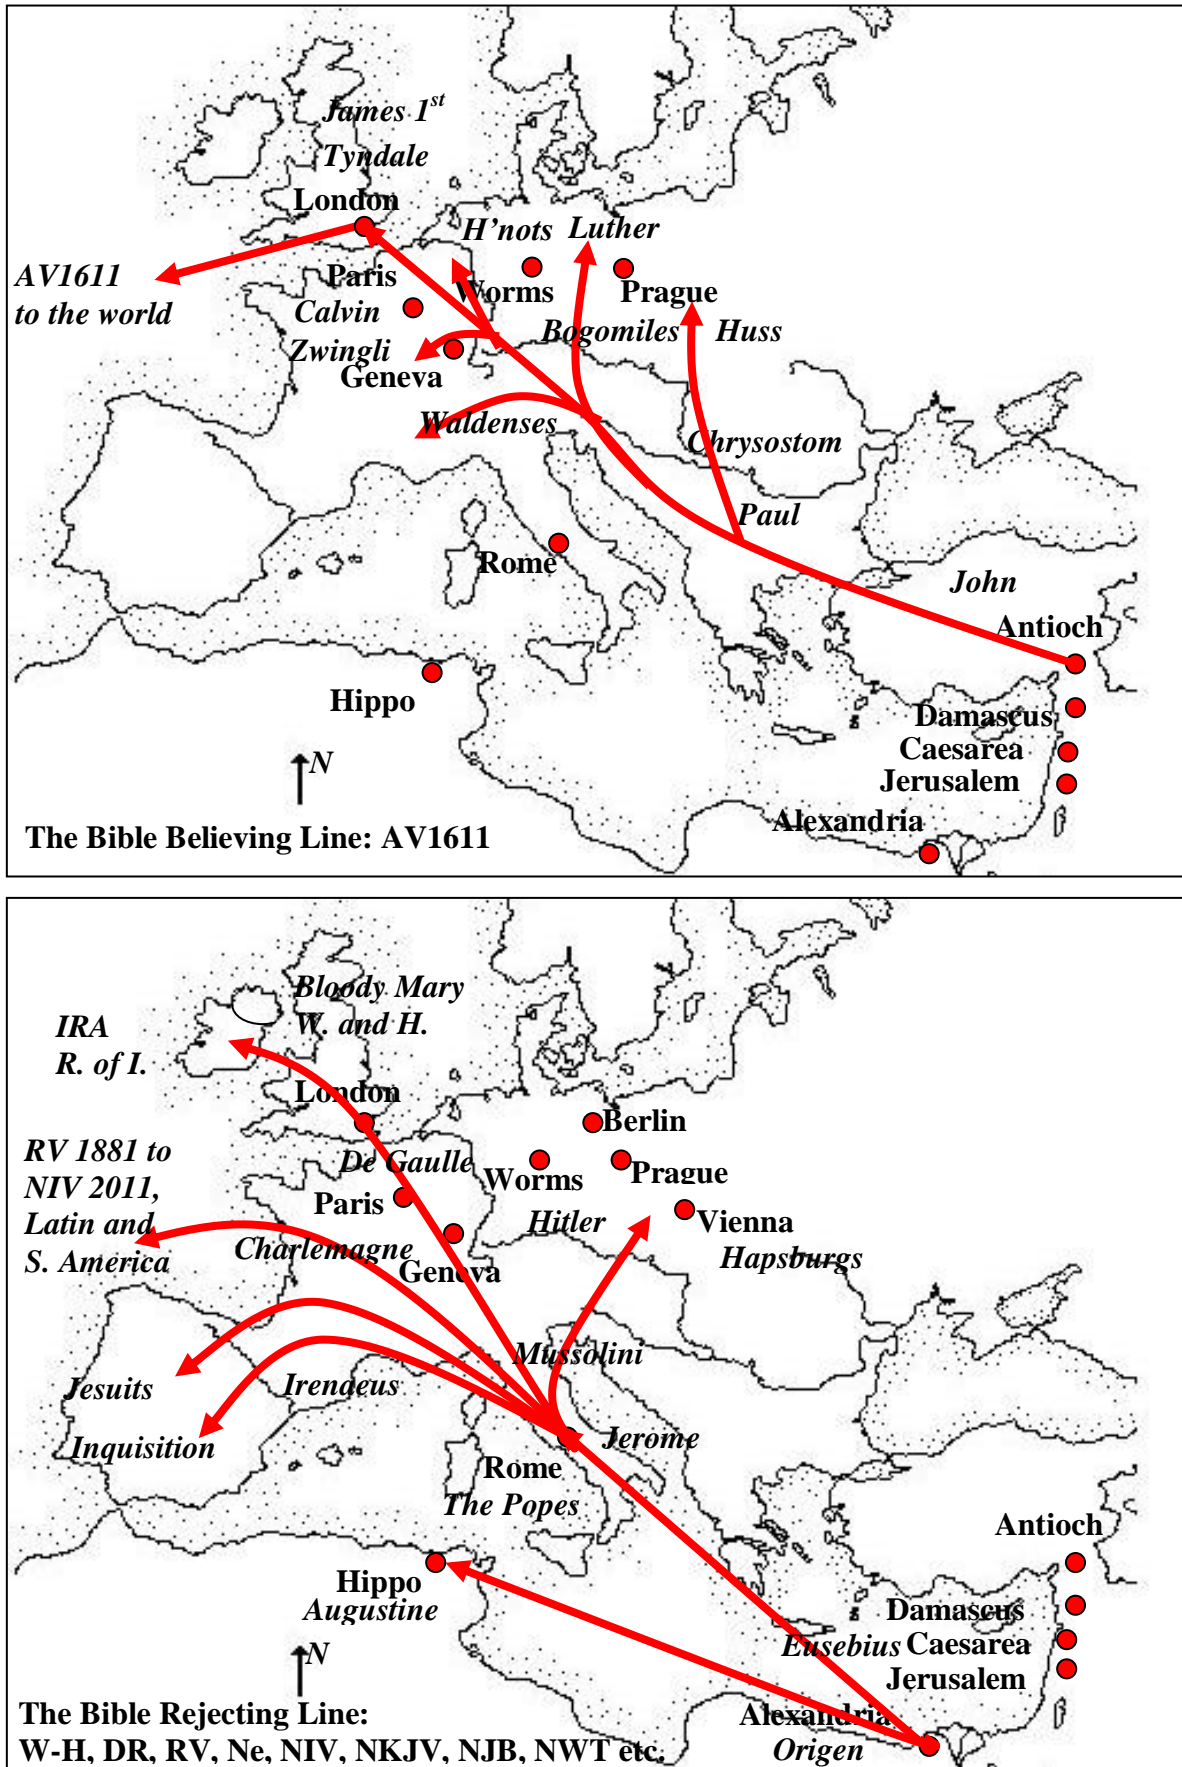 James 1st
Tyndale
London
H'nots Luther
AV1611
to the world
Paris
Worms
Prague
Calvin
Bogomiles
Huss
Zwingli
Geneva
Waldenses
Chrysostom
Paul
Rome
John
Antioch
Hippo
Damascus
Caesarea
Jerusalem
N
Alexandria
The Bible Believing Line: AV1611
Bloody Mary
W. and H.
IRA
R. of I.
London
Berlin
RV 1881 to
NIV 2011,
Latin and
S. America
De Gaulle
Worms
Prague
Paris
Hitler
Vienna
Charlemagne
Geneva
Hapsburgs
Mussolini
Jesuits
Irenaeus
Inquisition
Jerome
Rome
The Popes
Antioch
Hippo
Augustine
Damascus
Eusebius Caesarea
Jerusalem
N
Alexandria
Origen
The Bible Rejecting Line:
W-H, DR, RV, Ne, NIV, NKJV, NJB, NWT etc.